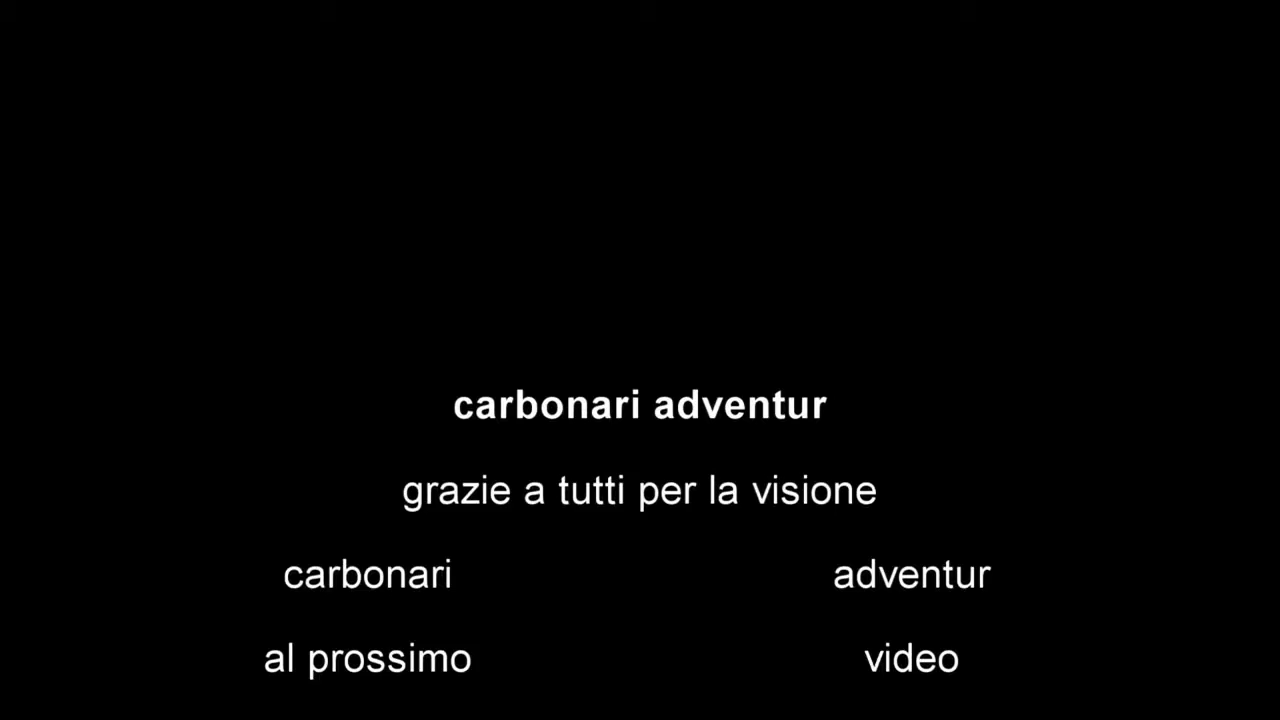 carbonari adventur
grazie a tutti per la visione
carbonari adventur
al prossimo video